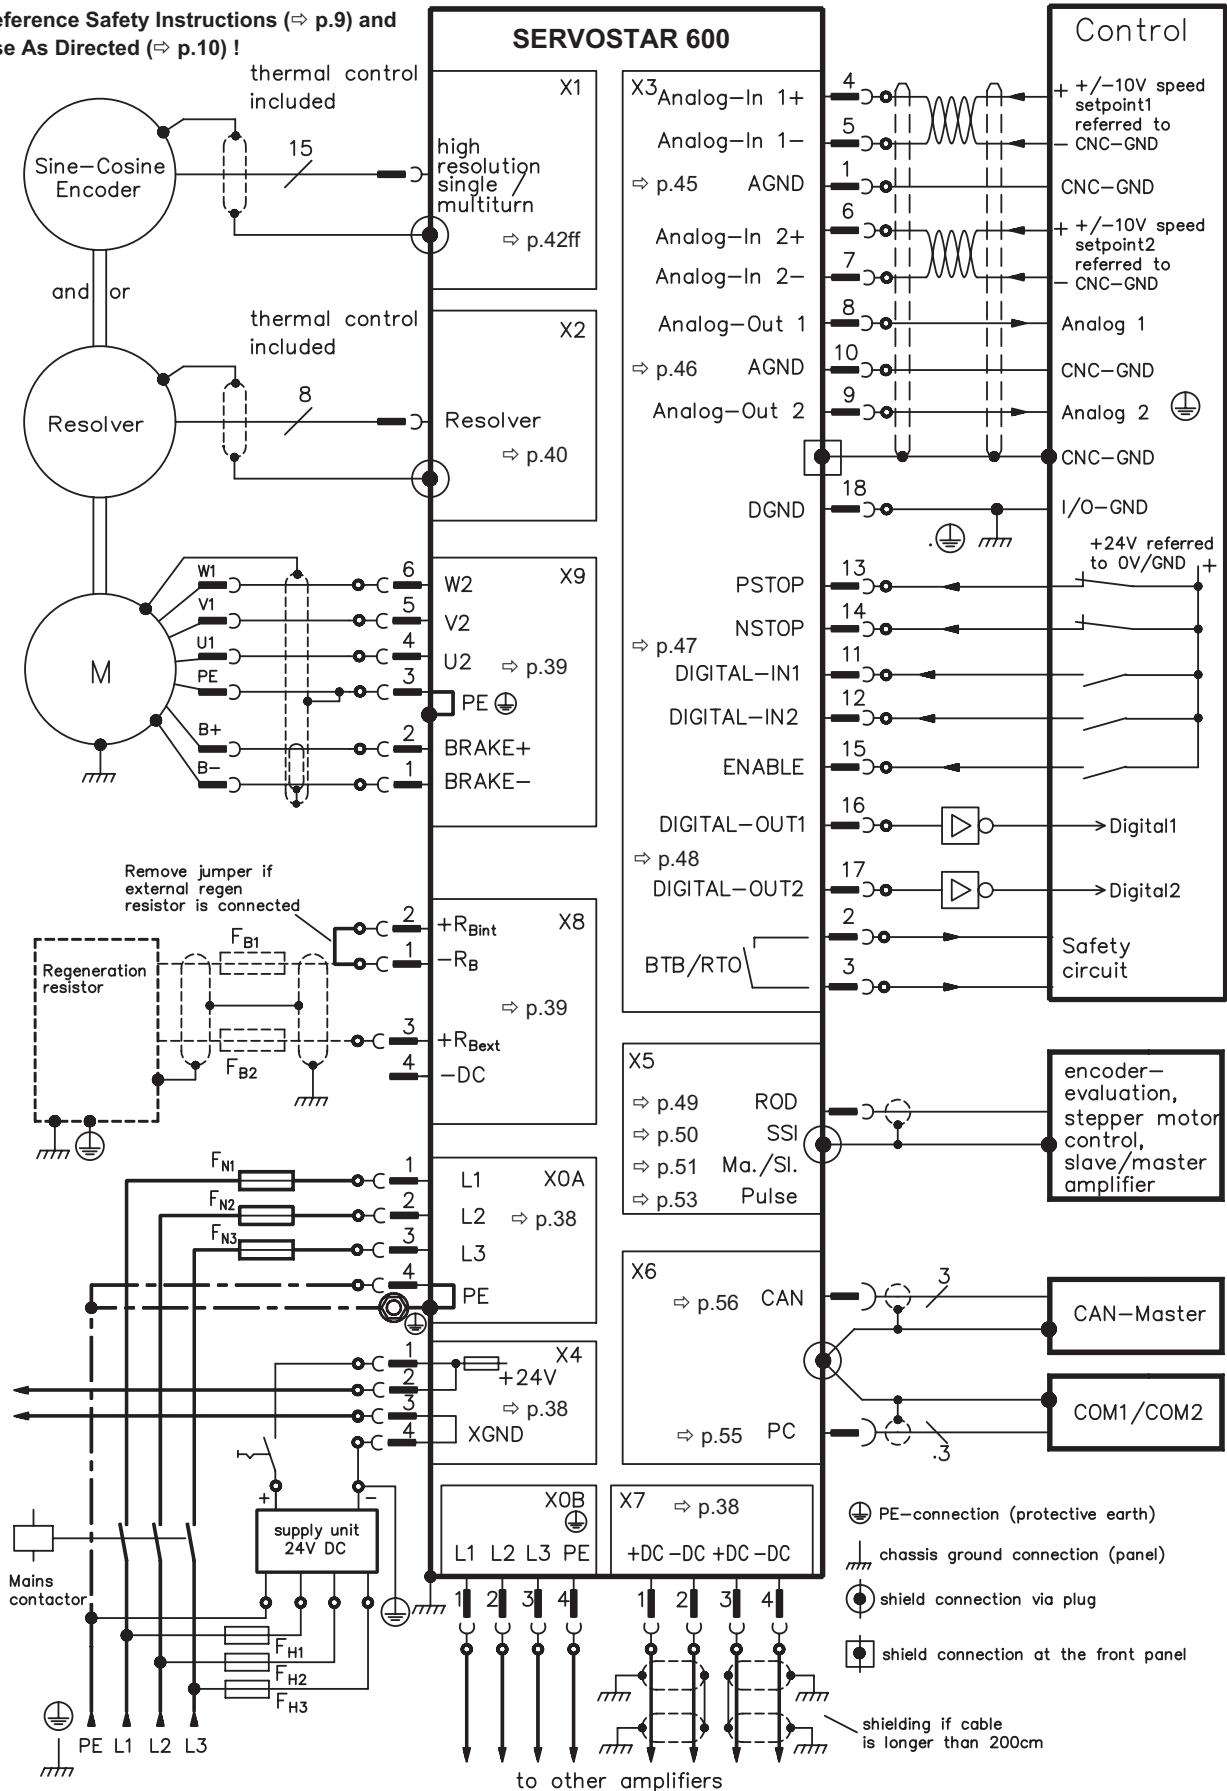 eference Safety Instructions (⇨ p.9) and
se As Directed (⇨ p.10) !
SERVOSTAR 600
Control
thermal control
included
Sine-Cosine
Encoder
15
X1
high
resolution
single
multiturn
⇨ p.42ff
and or
thermal control
included
Resolver
8
X2
Resolver
⇨ p.40
M
W1
V1
U1
PE
B+
B-
6
5
4
3
2
1
X9
W2
V2
U2
⇨ p.39
PE
BRAKE+
BRAKE-
Remove jumper if
external regen
resistor is connected
Regeneration
resistor
FB1
FB2
2
1
3
4
X8
+RBint
-RB
⇨ p.39
+RBext
-DC
FN1
FN2
FN3
1
2
3
4
X0A
L1
L2
⇨ p.38
L3
PE
1
2
3
4
X4
+24V
⇨ p.38
XGND
+
-
supply unit
24V DC
Mains
contactor
FH1
FH2
FH3
PE L1 L2 L3
X0B
L1 L2 L3 PE
1 2 3 4
X7
⇨ p.38
+DC -DC +DC -DC
1 2 3 4
to other amplifiers
shielding if cable
is longer than 200cm
X3
Analog-In 1+
4
+ +/-10V speed
setpoint1
referred to
Analog-In 1-
5
- CNC-GND
⇨ p.45
AGND
1
CNC-GND
Analog-In 2+
6
+ +/-10V speed
setpoint2
referred to
Analog-In 2-
7
- CNC-GND
Analog-Out 1
8
Analog 1
⇨ p.46
AGND
10
CNC-GND
Analog-Out 2
9
Analog 2
CNC-GND
DGND
18
I/O-GND
+24V referred
to 0V/GND
+
PSTOP
13
NSTOP
14
⇨ p.47
DIGITAL-IN1
11
DIGITAL-IN2
12
ENABLE
15
DIGITAL-OUT1
16
Digital1
⇨ p.48
DIGITAL-OUT2
17
Digital2
BTB/RTO
2
3
Safety
circuit
X5
⇨ p.49 ROD
⇨ p.50 SSI
⇨ p.51 Ma./Sl.
⇨ p.53 Pulse
encoder-
evaluation,
stepper motor
control,
slave/master
amplifier
X6
⇨ p.56 CAN
3
CAN-Master
⇨ p.55 PC
3
COM1/COM2
PE-connection (protective earth)
chassis ground connection (panel)
shield connection via plug
shield connection at the front panel